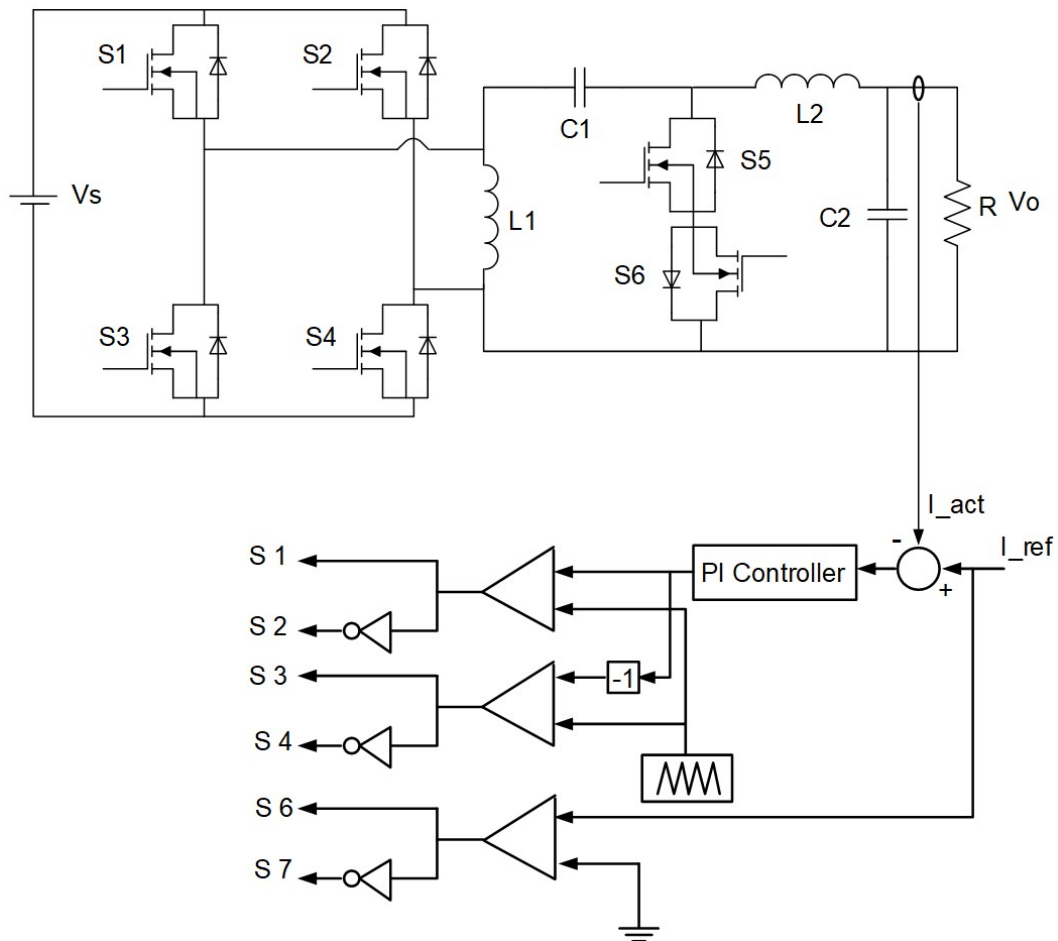 S1
S2
C1
L2
S5
Vs
L1
C2
R
Vo
S6
S3
S4
I_act
-
I_ref
+
PI Controller
S 1
S 2
S 3
-1
S 4
S 6
S 7